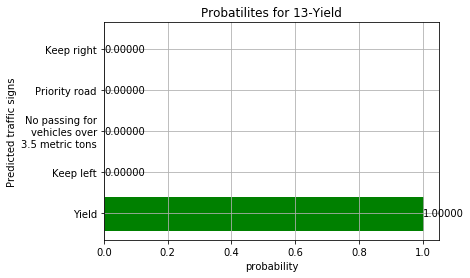 Probatilites for 13-Yield
Keep right
0.00000
Priority road
0.00000
No passing for
vehicles over
3.5 metric tons
0.00000
Keep left
0.00000
Yield
1.00000
Predicted traffic signs
0.0 0.2 0.4 0.6 0.8 1.0
probability